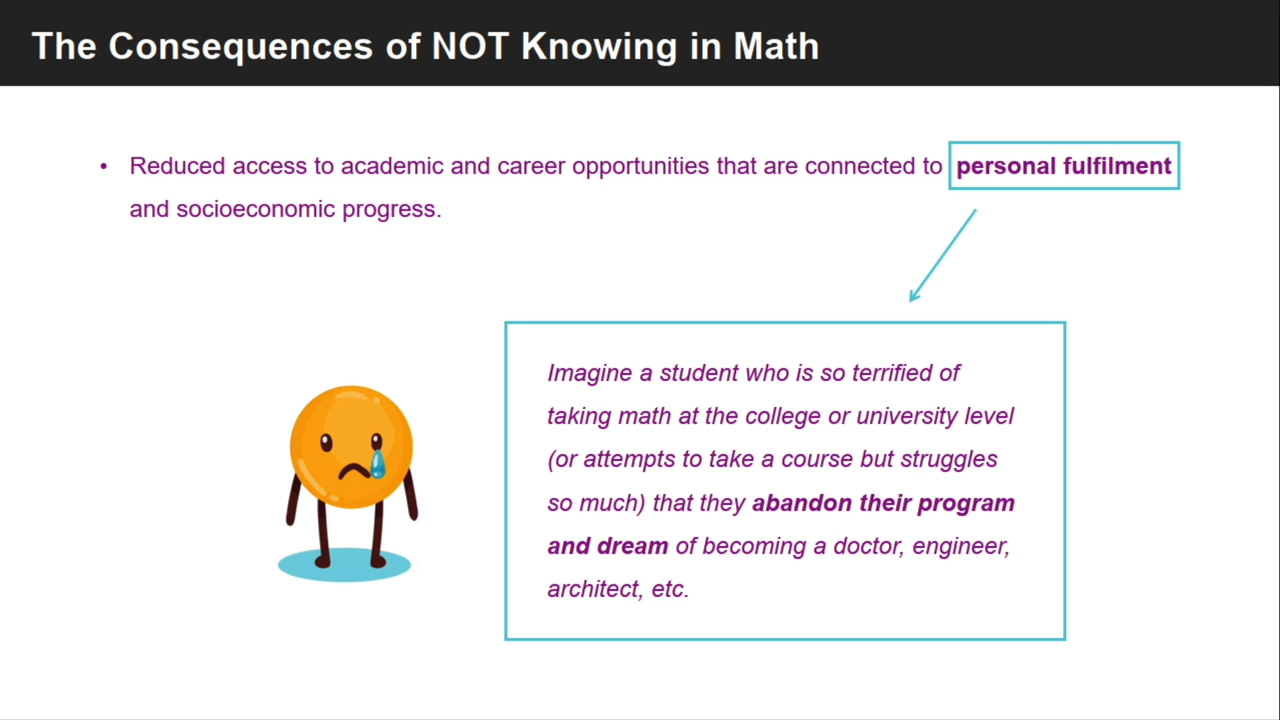 The Consequences of NOT Knowing in Math
• Reduced access to academic and career opportunities that are connected to personal fulfilment
and socioeconomic progress.
Imagine a student who is so terrified of
taking math at the college or university level
(or attempts to take a course but struggles
so much) that they abandon their program
and dream of becoming a doctor, engineer,
architect, etc.